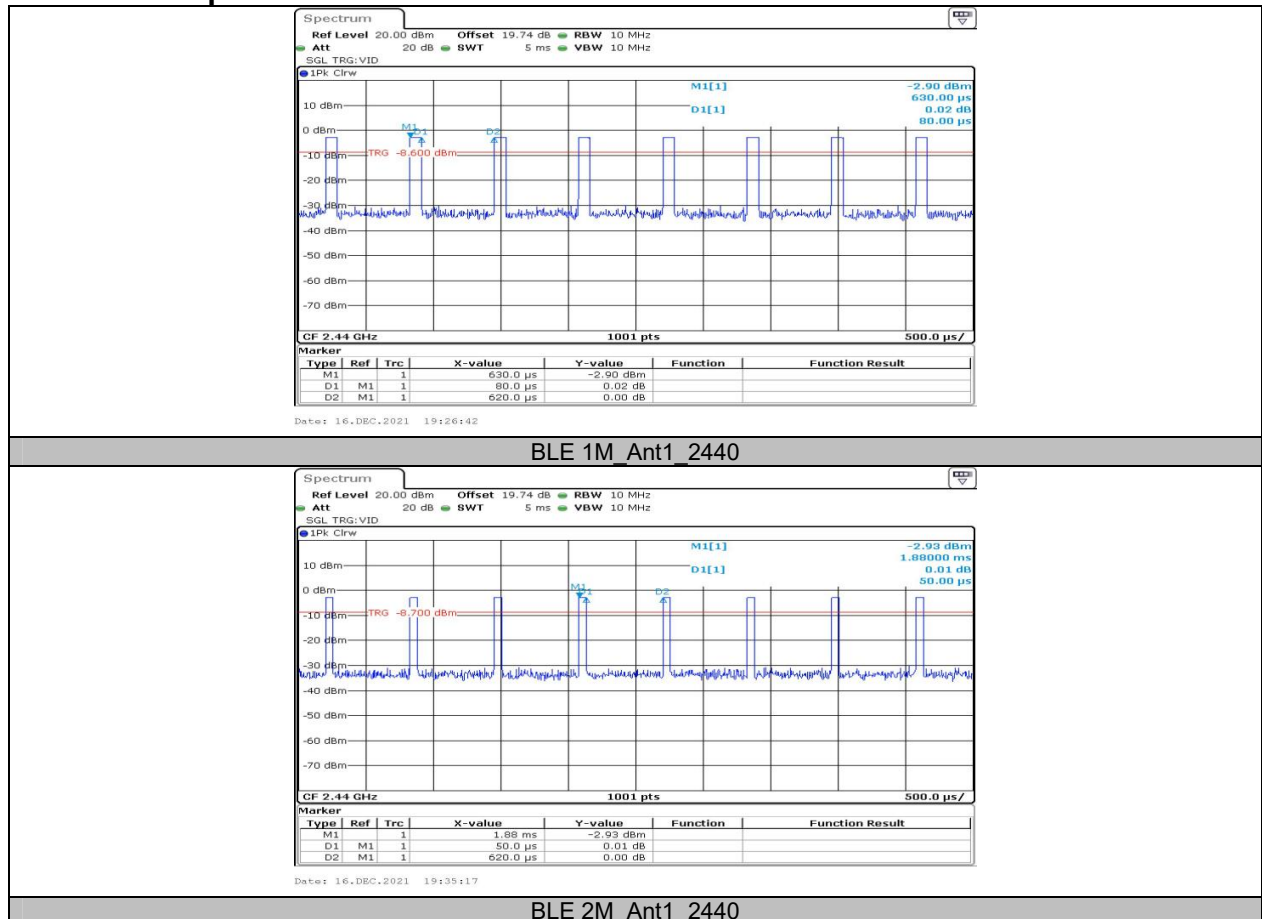 Spectrum
Ref Level 20.00 dBm Offset 19.74 dB RBW 10 MHz
Att 20 dB SWT 5 ms VBW 10 MHz
SGL TRG:VID
1Pk Clrw
M1[1] -2.90 dBm
630.00 µs
10 dBm
D1[1] 0.02 dB
80.00 µs
0 dBm
M1 D1 D2
-10 dBm TRG -8.600 dBm
-20 dBm
-30 dBm
-50 dBm
-60 dBm
-70 dBm
CF 2.44 GHz 1001 pts 500.0 µs/
Marker
Type Ref Trc X-value Y-value Function Function Result
M1 1 630.0 µs -2.90 dBm
D1 M1 1 80.0 µs 0.02 dB
D2 M1 1 620.0 µs 0.00 dB
Date: 16.DEC.2021 19:26:42
BLE 1M_Ant1_2440
Spectrum
Ref Level 20.00 dBm Offset 19.74 dB RBW 10 MHz
Att 20 dB SWT 5 ms VBW 10 MHz
SGL TRG:VID
1Pk Clrw
M1[1] -2.93 dBm
1.88000 ms
10 dBm
D1[1] 0.01 dB
50.00 µs
0 dBm
M1 D1 D2
-10 dBm TRG -8.700 dBm
-20 dBm
-30 dBm
-40 dBm
-50 dBm
-60 dBm
-70 dBm
CF 2.44 GHz 1001 pts 500.0 µs/
Marker
Type Ref Trc X-value Y-value Function Function Result
M1 1 1.88 ms -2.93 dBm
D1 M1 1 50.0 µs 0.01 dB
D2 M1 1 620.0 µs 0.00 dB
Date: 16.DEC.2021 19:35:17
BLE 2M_Ant1_2440